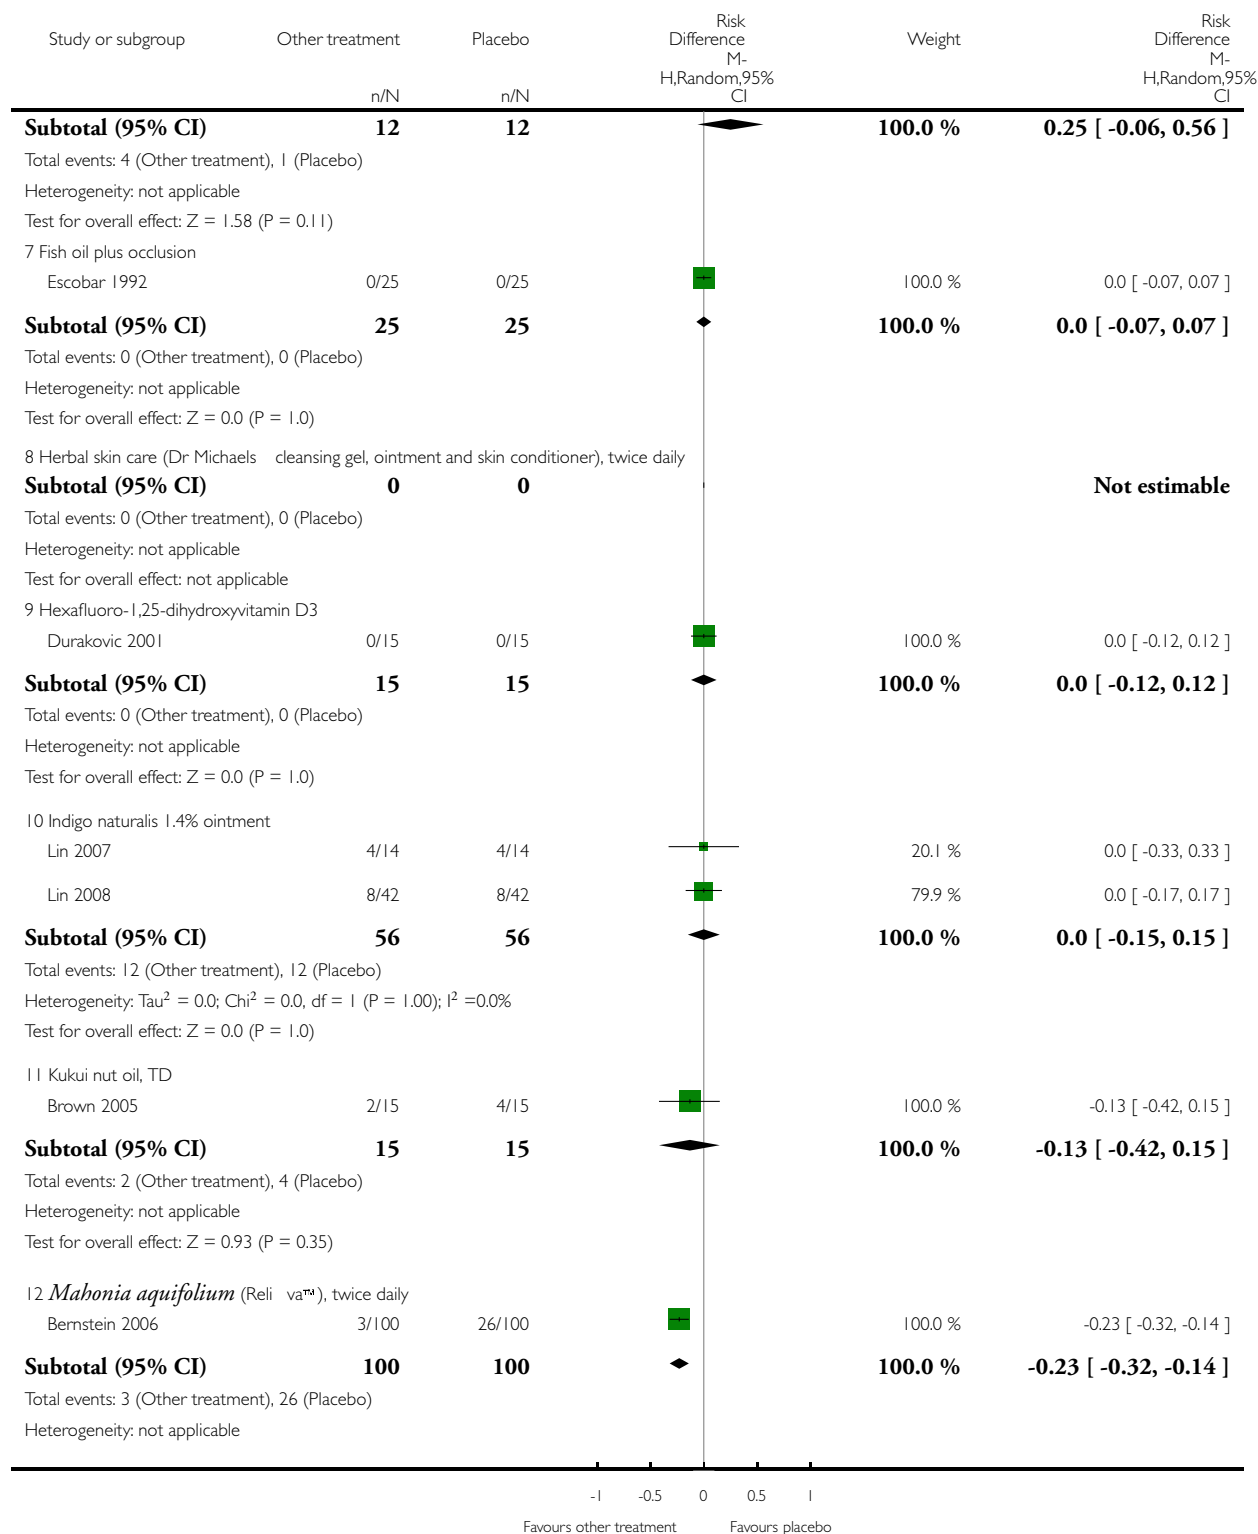 Study or subgroup Other treatment Placebo Risk Difference Weight Risk Difference
M-H,Random,95% CI M-H,Random,95% CI
n/N n/N
Subtotal (95% CI) 12 12 100.0 % 0.25 [ -0.06, 0.56 ]
Total events: 4 (Other treatment), 1 (Placebo)
Heterogeneity: not applicable
Test for overall effect: Z = 1.58 (P = 0.11)
7 Fish oil plus occlusion
Escobar 1992 0/25 0/25 100.0 % 0.0 [ -0.07, 0.07 ]
Subtotal (95% CI) 25 25 100.0 % 0.0 [ -0.07, 0.07 ]
Total events: 0 (Other treatment), 0 (Placebo)
Heterogeneity: not applicable
Test for overall effect: Z = 0.0 (P = 1.0)
8 Herbal skin care (Dr Michaels cleansing gel, ointment and skin conditioner), twice daily
Subtotal (95% CI) 0 0 Not estimable
Total events: 0 (Other treatment), 0 (Placebo)
Heterogeneity: not applicable
Test for overall effect: not applicable
9 Hexafluoro-1,25-dihydroxyvitamin D3
Durakovic 2001 0/15 0/15 100.0 % 0.0 [ -0.12, 0.12 ]
Subtotal (95% CI) 15 15 100.0 % 0.0 [ -0.12, 0.12 ]
Total events: 0 (Other treatment), 0 (Placebo)
Heterogeneity: not applicable
Test for overall effect: Z = 0.0 (P = 1.0)
10 Indigo naturalis 1.4% ointment
Lin 2007 4/14 4/14 20.1 % 0.0 [ -0.33, 0.33 ]
Lin 2008 8/42 8/42 79.9 % 0.0 [ -0.17, 0.17 ]
Subtotal (95% CI) 56 56 100.0 % 0.0 [ -0.15, 0.15 ]
Total events: 12 (Other treatment), 12 (Placebo)
Heterogeneity: Tau² = 0.0; Chi² = 0.0, df = 1 (P = 1.00); I² =0.0%
Test for overall effect: Z = 0.0 (P = 1.0)
11 Kukui nut oil, TD
Brown 2005 2/15 4/15 100.0 % -0.13 [ -0.42, 0.15 ]
Subtotal (95% CI) 15 15 100.0 % -0.13 [ -0.42, 0.15 ]
Total events: 2 (Other treatment), 4 (Placebo)
Heterogeneity: not applicable
Test for overall effect: Z = 0.93 (P = 0.35)
12 Mahonia aquifolium (Reli va™), twice daily
Bernstein 2006 3/100 26/100 100.0 % -0.23 [ -0.32, -0.14 ]
Subtotal (95% CI) 100 100 100.0 % -0.23 [ -0.32, -0.14 ]
Total events: 3 (Other treatment), 26 (Placebo)
Heterogeneity: not applicable
-1 -0.5 0 0.5 1
Favours other treatment Favours placebo